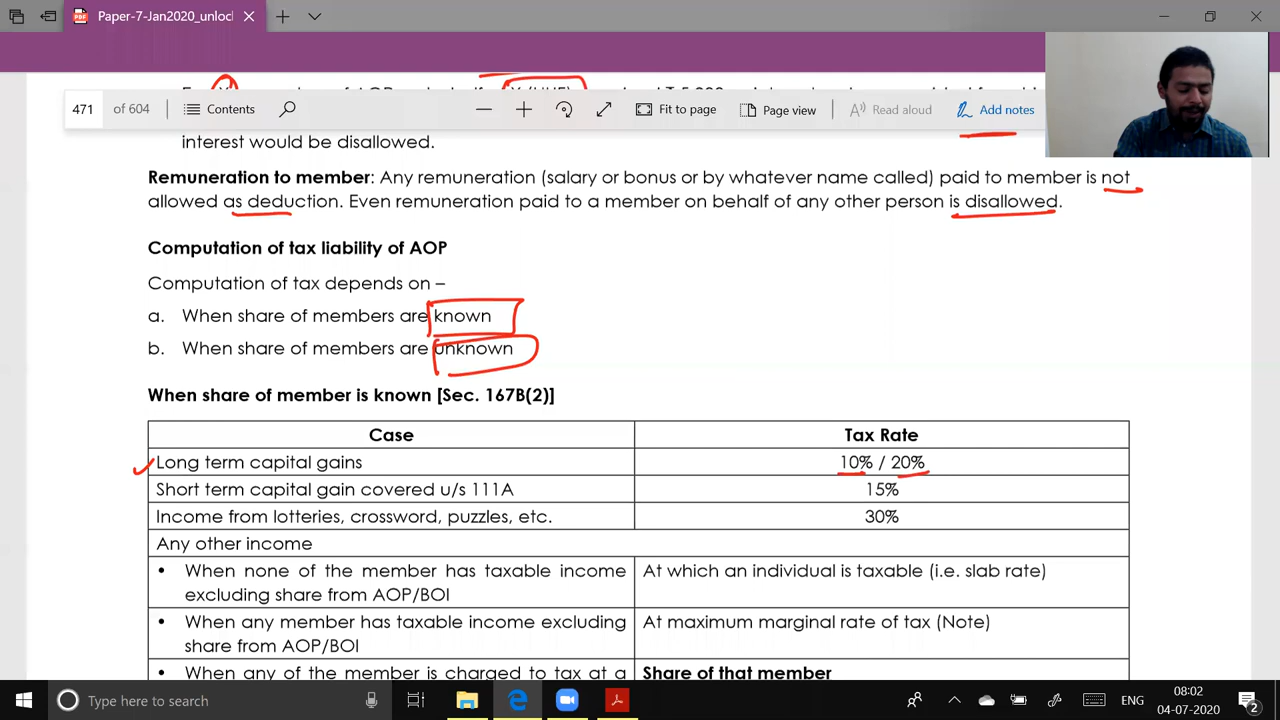 Paper-7-Jan2020_unlock
471 of 604 Contents Fit to page Page view Read aloud Add notes
interest would be disallowed.
Remuneration to member: Any remuneration (salary or bonus or by whatever name called) paid to member is not
allowed as deduction. Even remuneration paid to a member on behalf of any other person is disallowed.
Computation of tax liability of AOP
Computation of tax depends on –
a. When share of members are known
b. When share of members are unknown
When share of member is known [Sec. 167B(2)]
Case Tax Rate
Long term capital gains 10% / 20%
Short term capital gain covered u/s 111A 15%
Income from lotteries, crossword, puzzles, etc. 30%
Any other income
• When none of the member has taxable income At which an individual is taxable (i.e. slab rate)
excluding share from AOP/BOI
• When any member has taxable income excluding At maximum marginal rate of tax (Note)
share from AOP/BOI
• When any of the member is charged to tax at a Share of that member
Type here to search ENG 08:02
04-07-2020 2